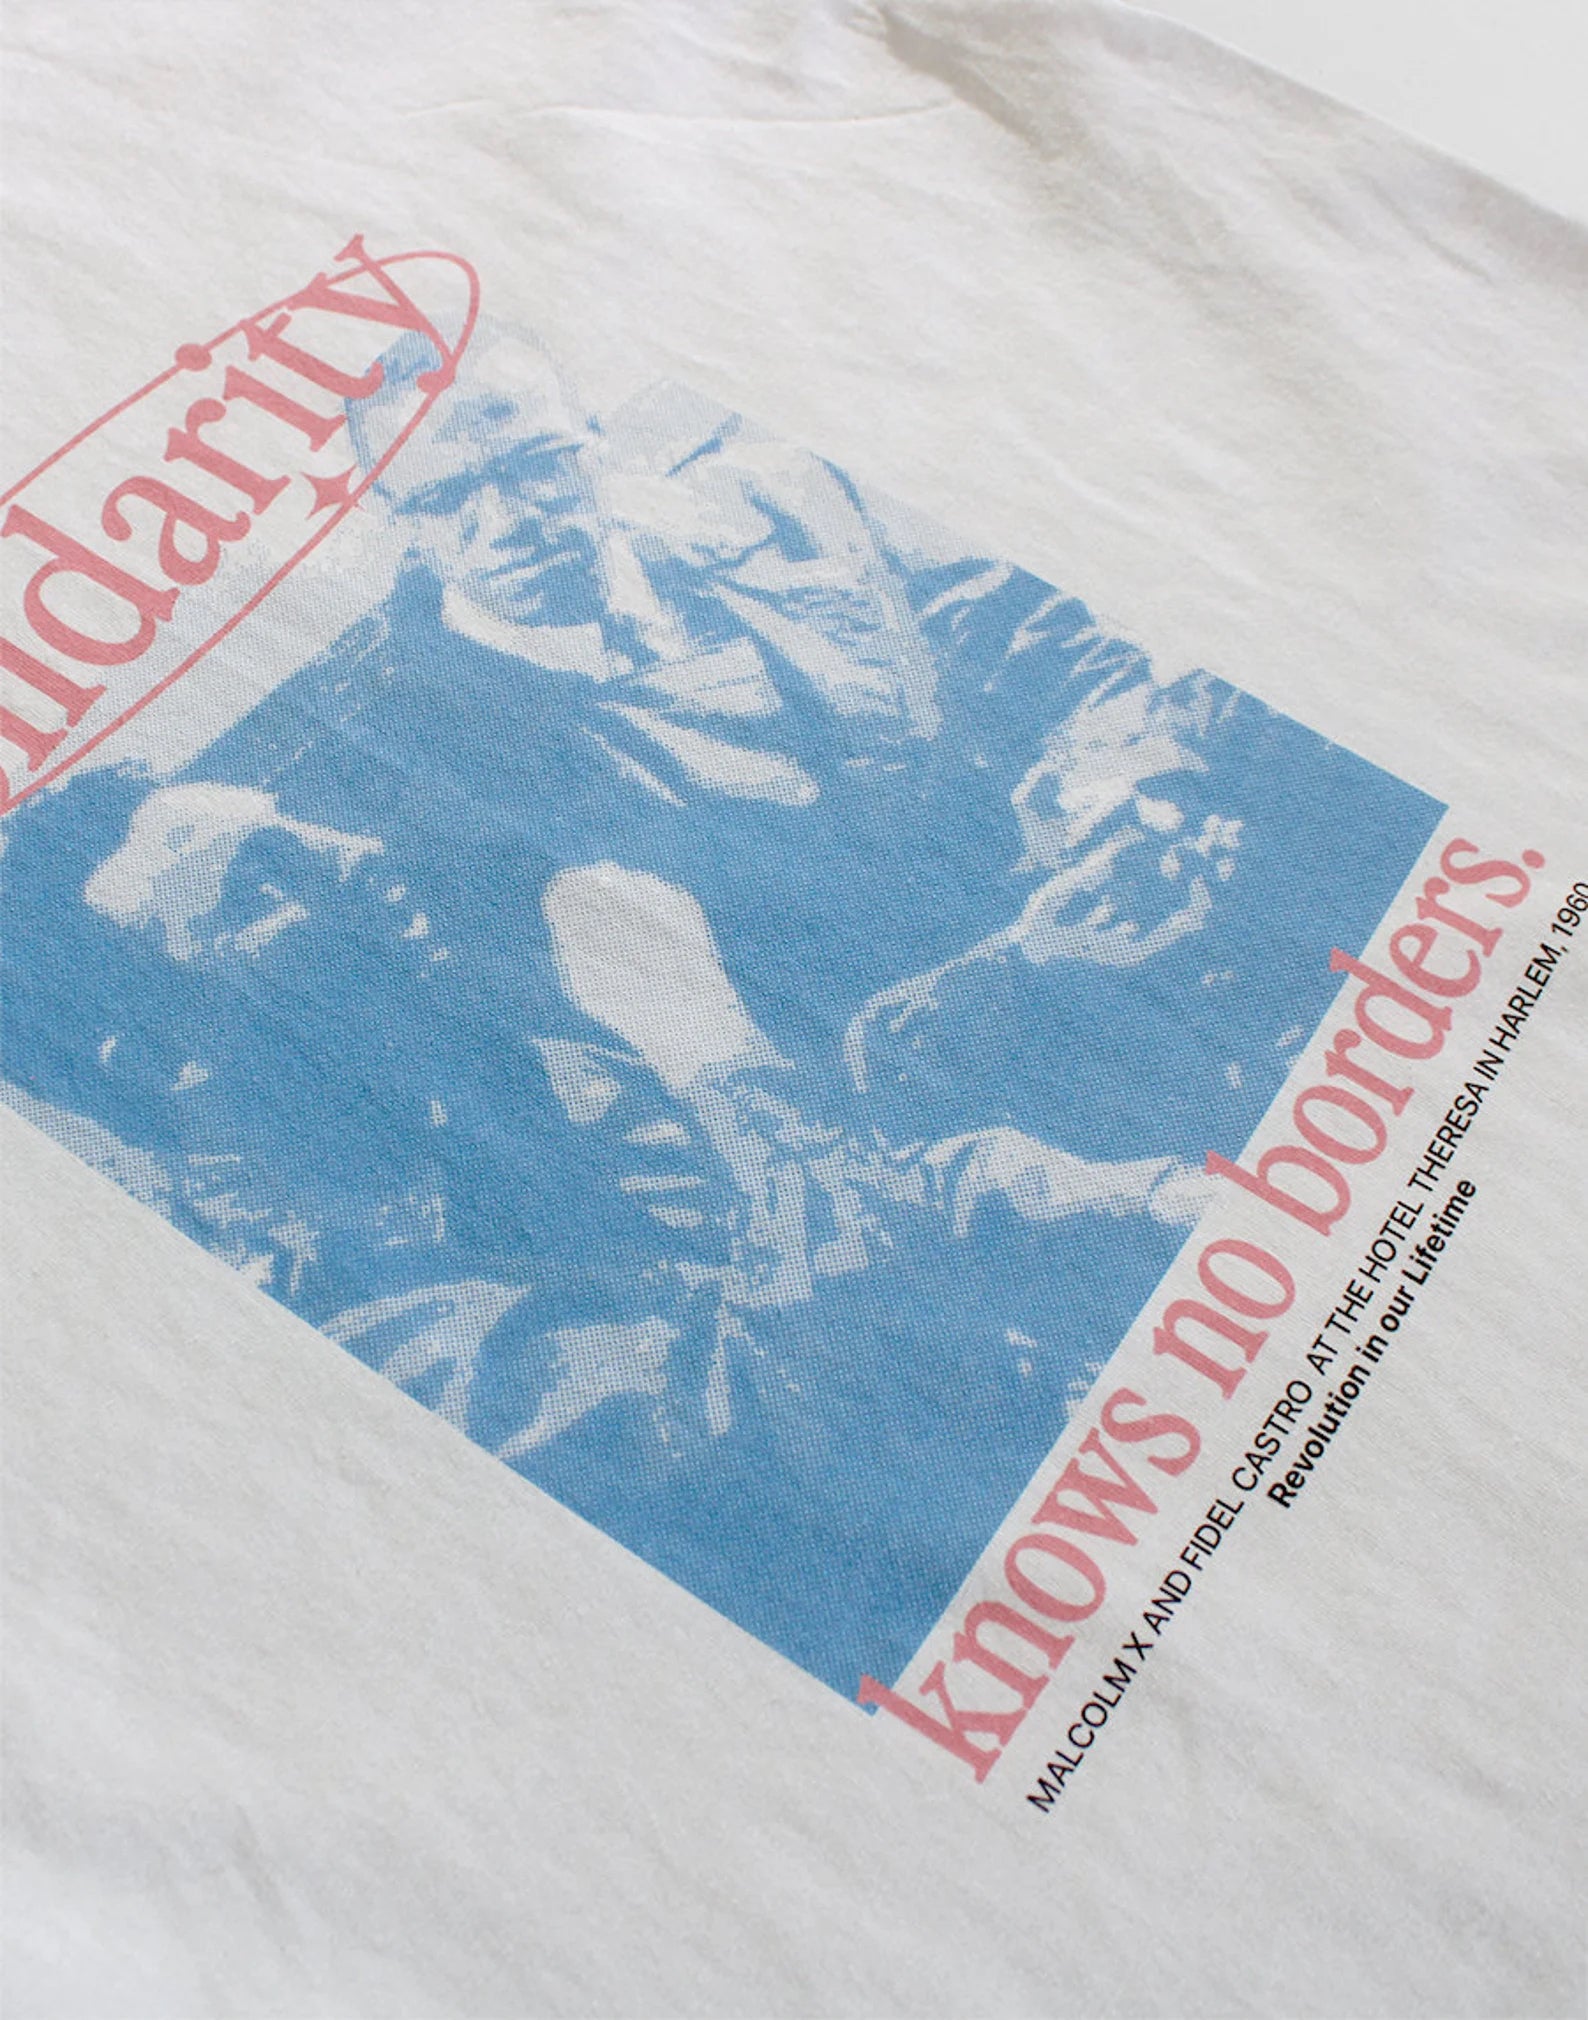 lidarity
knows no borders.
MALCOLM X AND FIDEL CASTRO AT THE HOTEL THERESA IN HARLEM, 1960
Revolution in our Lifetime